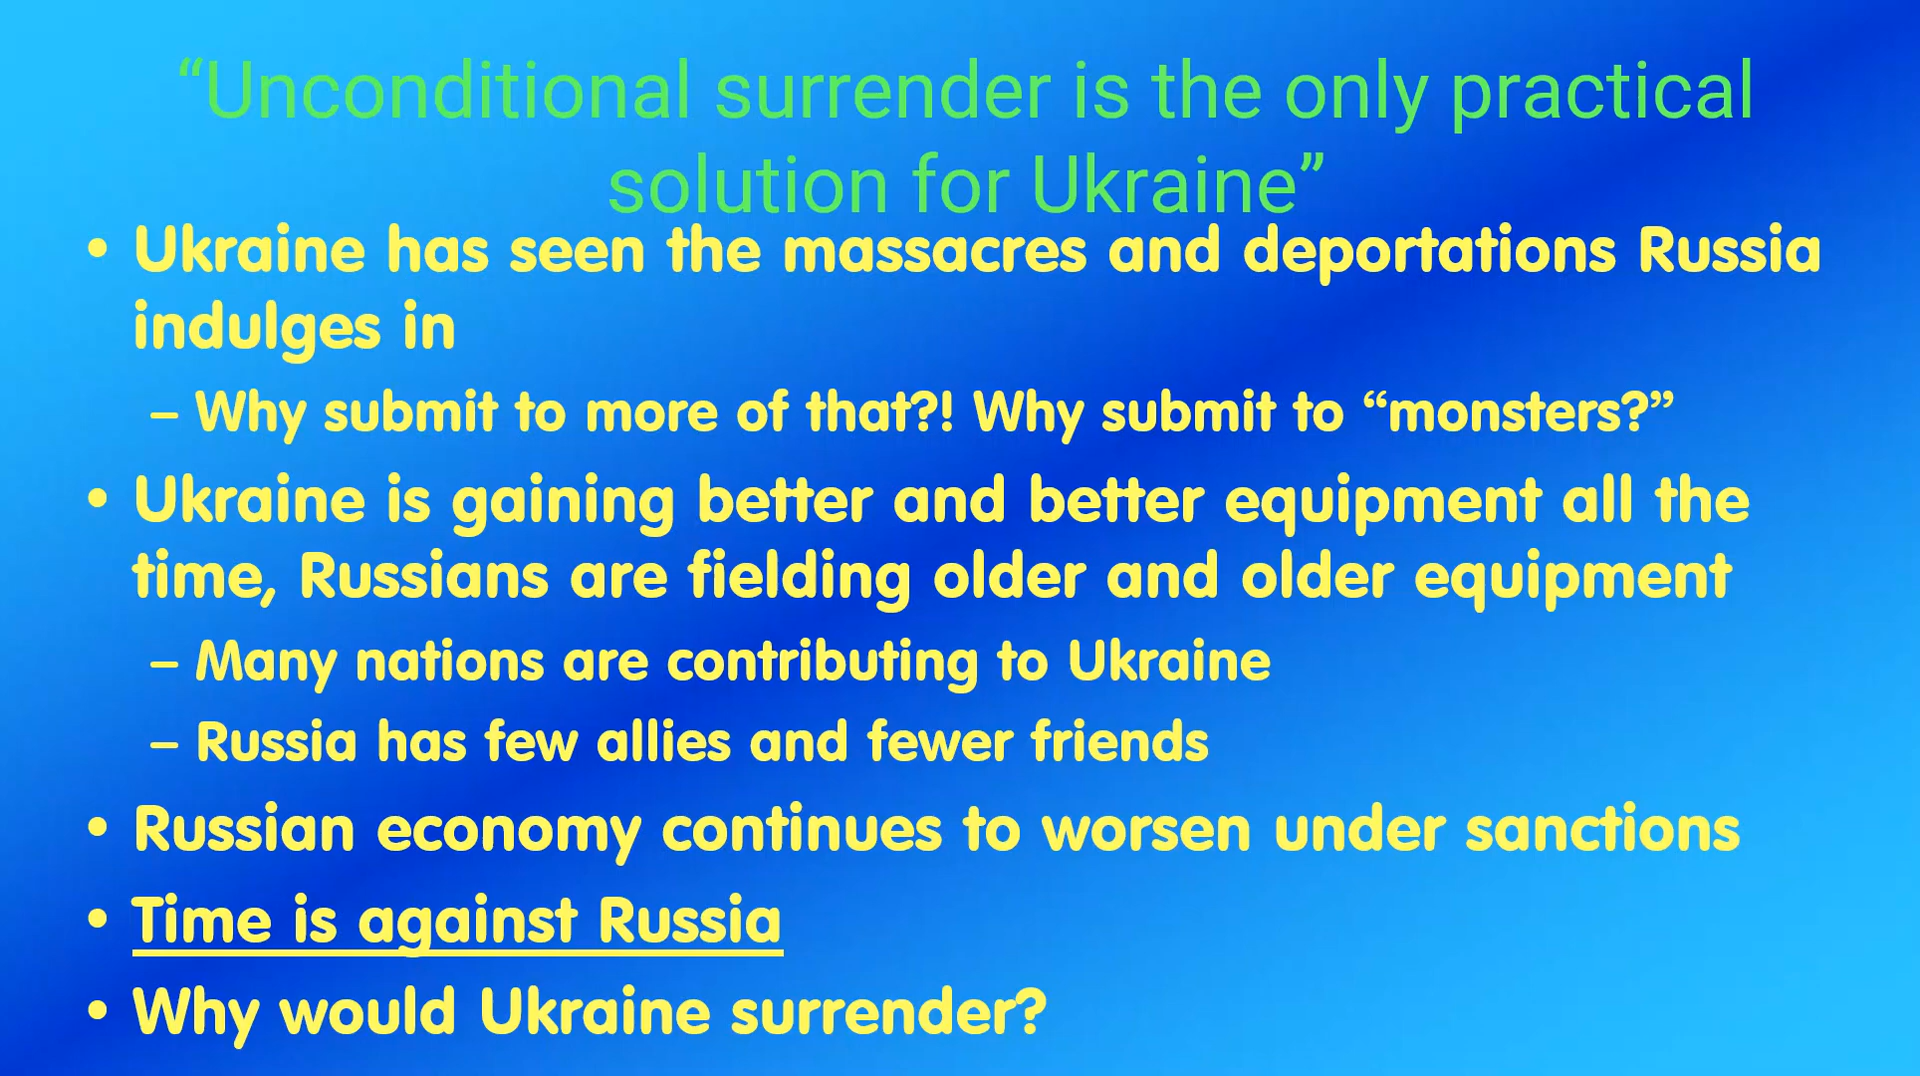 “Unconditional surrender is the only practical
solution for Ukraine”
• Ukraine has seen the massacres and deportations Russia
indulges in
– Why submit to more of that?! Why submit to “monsters?”
• Ukraine is gaining better and better equipment all the
time, Russians are fielding older and older equipment
– Many nations are contributing to Ukraine
– Russia has few allies and fewer friends
• Russian economy continues to worsen under sanctions
• Time is against Russia
• Why would Ukraine surrender?